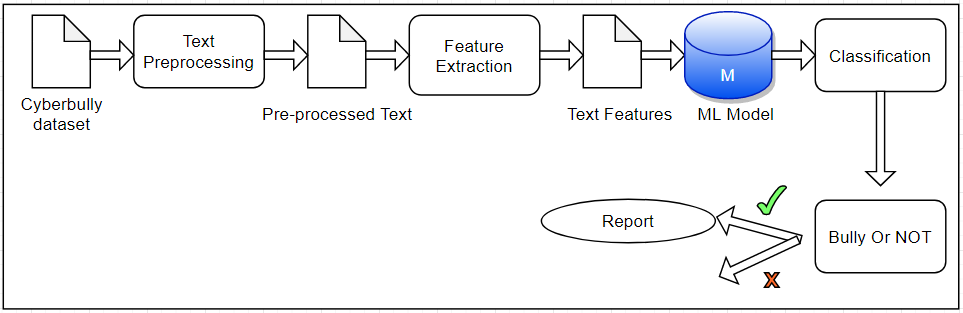 Text
Preprocessing
Feature
Extraction
M
Classification
Cyberbully
dataset
Pre-processed Text
Text Features
ML Model
Report
Bully Or NOT